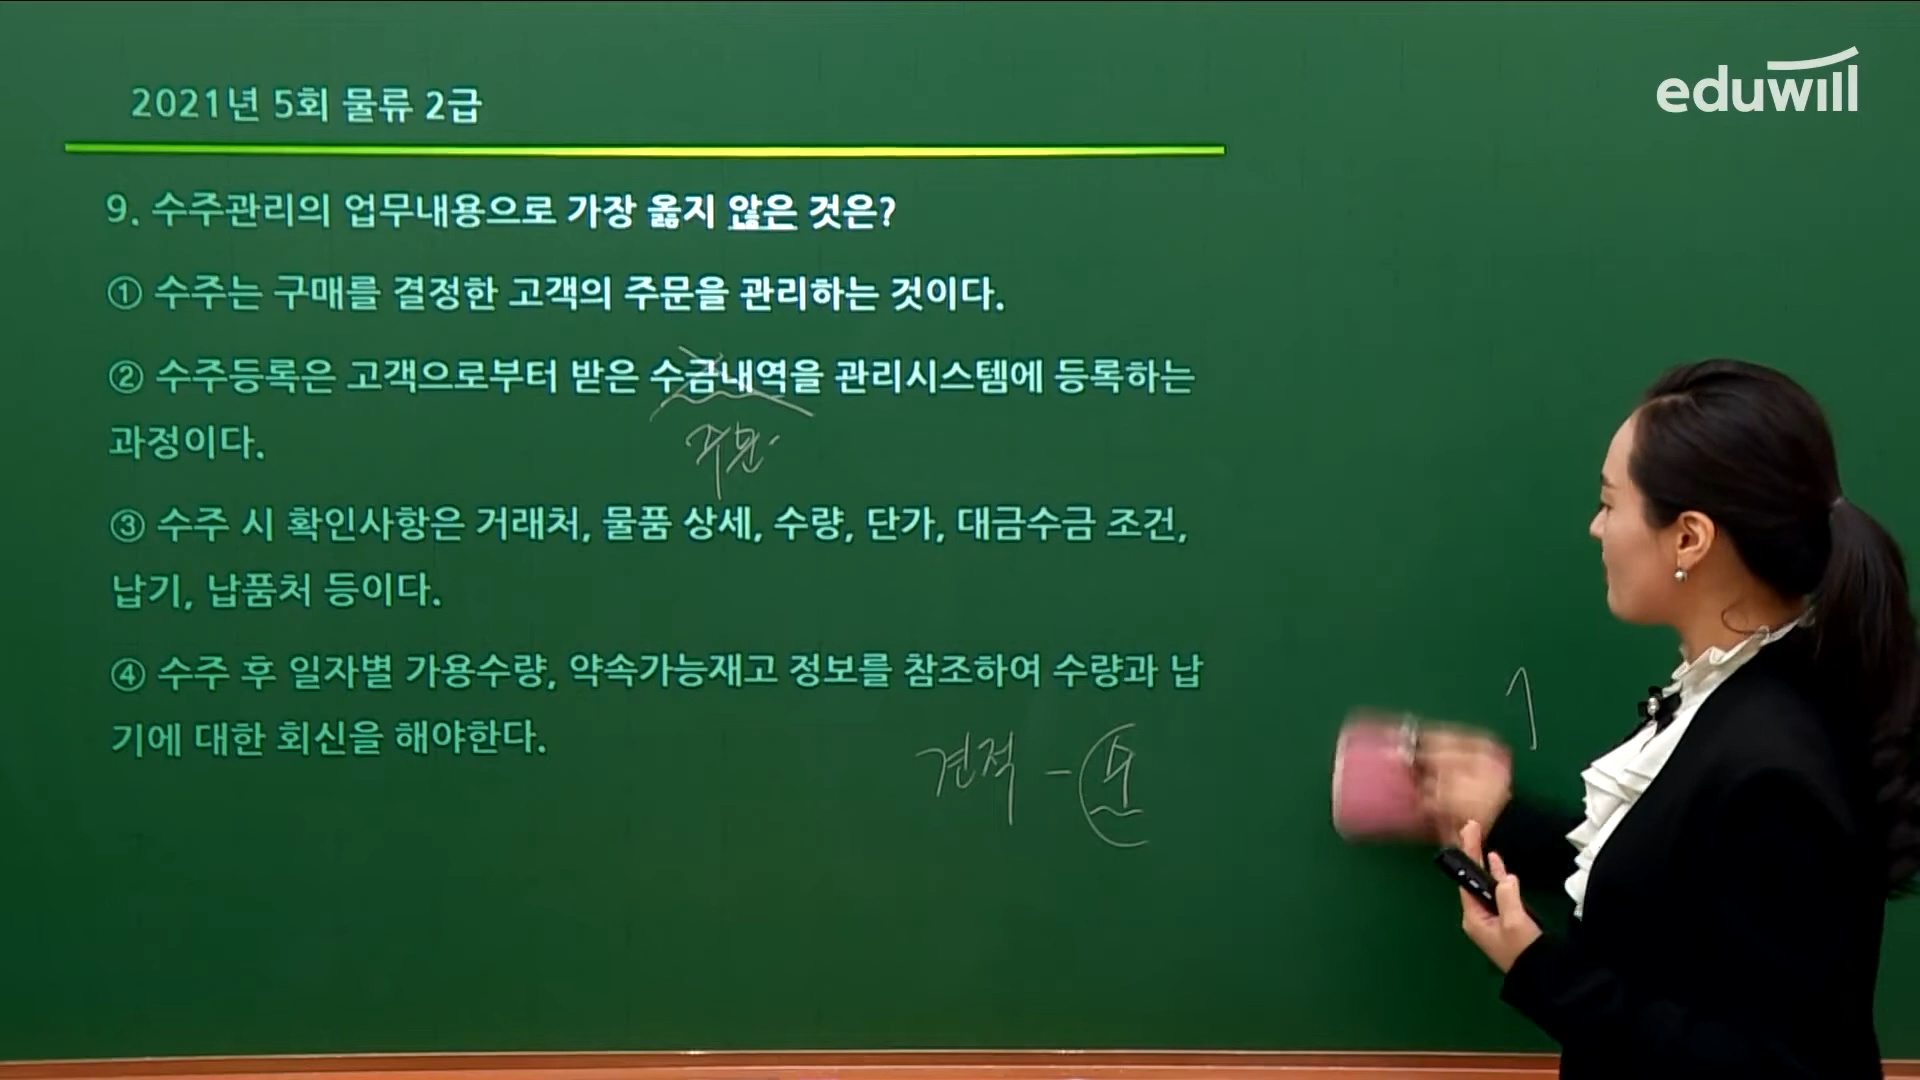 eduwill
2021년 5회 물류 2급
9. 수주관리의 업무내용으로 가장 옳지 않은 것은?
① 수주는 구매를 결정한 고객의 주문을 관리하는 것이다.
② 수주등록은 고객으로부터 받은 수금내역을 관리시스템에 등록하는
주문
과정이다.
③ 수주 시 확인사항은 거래처, 물품 상세, 수량, 단가, 대금수금 조건,
납기, 납품처 등이다.
④ 수주 후 일자별 가용수량, 약속가능재고 정보를 참조하여 수량과 납
기에 대한 회신을 해야한다.
견적 -